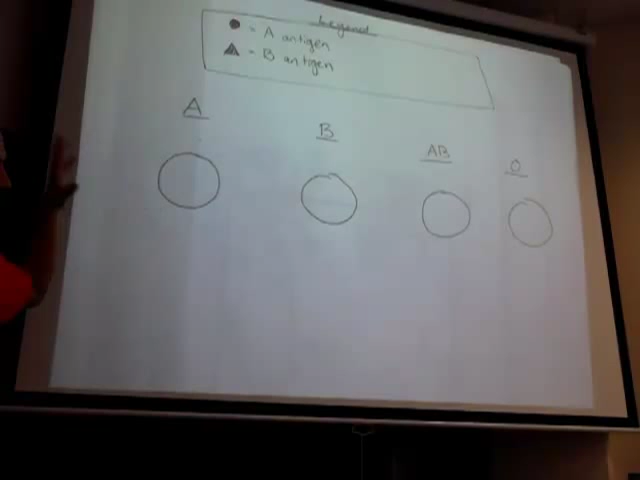 Legend
= A antigen
= B antigen
A
B
AB
O